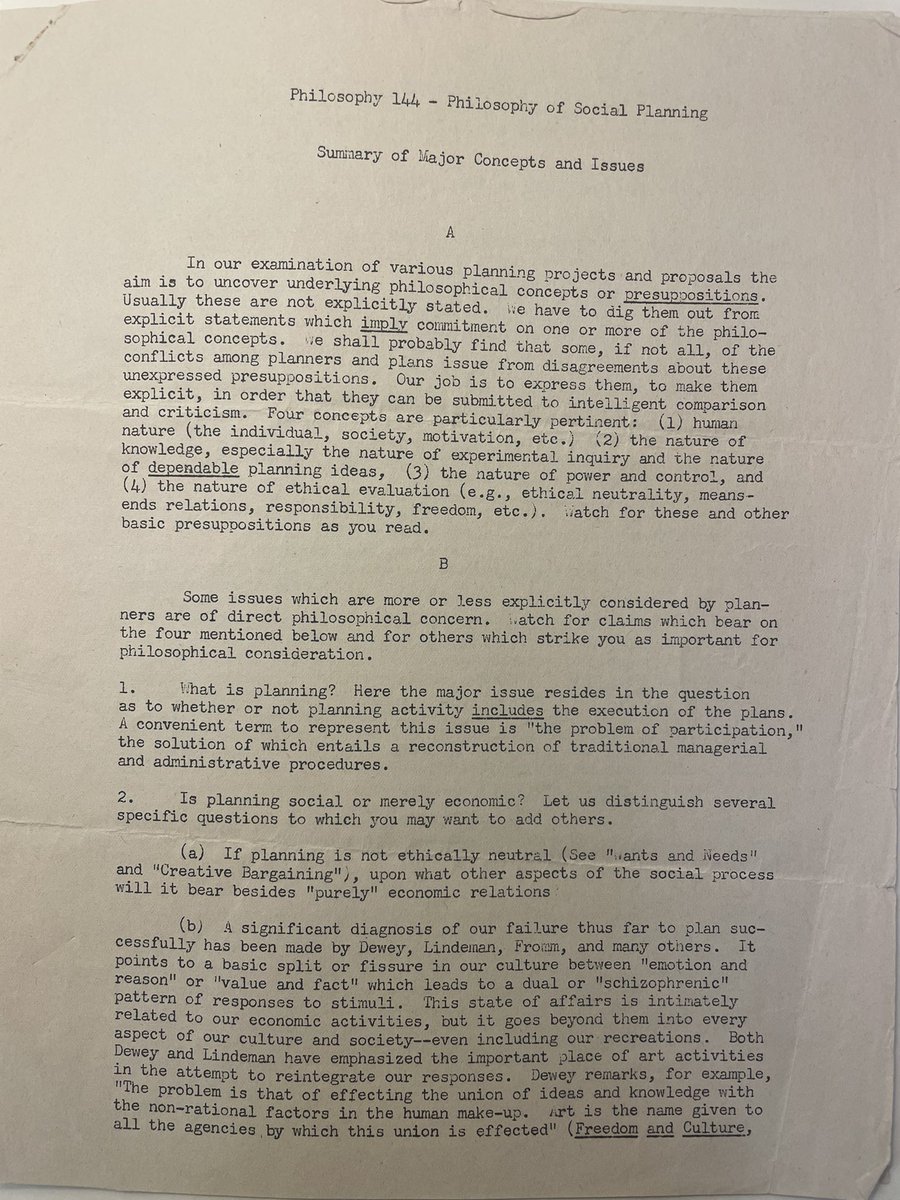 Philosophy 144 - Philosophy of Social Planning
Summary of Major Concepts and Issues
A
In our examination of various planning projects and proposals the
aim is to uncover underlying philosophical concepts or presuppositions.
Usually these are not explicitly stated. We have to dig them out from
explicit statements which imply commitment on one or more of the philo-
sophical concepts. We shall probably find that some, if not all, of the
conflicts among planners and plans issue from disagreements about these
unexpressed presuppositions. Our job is to express them, to make them
explicit, in order that they can be submitted to intelligent comparison
and criticism. Four concepts are particularly pertinent: (1) human
nature (the individual, society, motivation, etc.) (2) the nature of
knowledge, especially the nature of experimental inquiry and the nature
of dependable planning ideas, (3) the nature of power and control, and
(4) the nature of ethical evaluation (e.g., ethical neutrality, means-
ends relations, responsibility, freedom, etc.). Watch for these and other
basic presuppositions as you read.
B
Some issues which are more or less explicitly considered by plan-
ners are of direct philosophical concern. Watch for claims which bear on
the four mentioned below and for others which strike you as important for
philosophical consideration.
1. What is planning? Here the major issue resides in the question
as to whether or not planning activity includes the execution of the plans.
A convenient term to represent this issue is "the problem of participation,"
the solution of which entails a reconstruction of traditional managerial
and administrative procedures.
2. Is planning social or merely economic? Let us distinguish several
specific questions to which you may want to add others.
(a) If planning is not ethically neutral (See "Wants and Needs"
and "Creative Bargaining"), upon what other aspects of the social process
will it bear besides "purely" economic relations
(b) A significant diagnosis of our failure thus far to plan suc-
cessfully has been made by Dewey, Lindeman, Fromm, and many others. It
points to a basic split or fissure in our culture between "emotion and
reason" or "value and fact" which leads to a dual or "schizophrenic"
pattern of responses to stimuli. This state of affairs is intimately
related to our economic activities, but it goes beyond them into every
aspect of our culture and society--even including our recreations. Both
Dewey and Lindeman have emphasized the important place of art activities
in the attempt to reintegrate our responses. Dewey remarks, for example,
"The problem is that of effecting the union of ideas and knowledge with
the non-rational factors in the human make-up. Art is the name given to
all the agencies by which this union is effected" (Freedom and Culture,